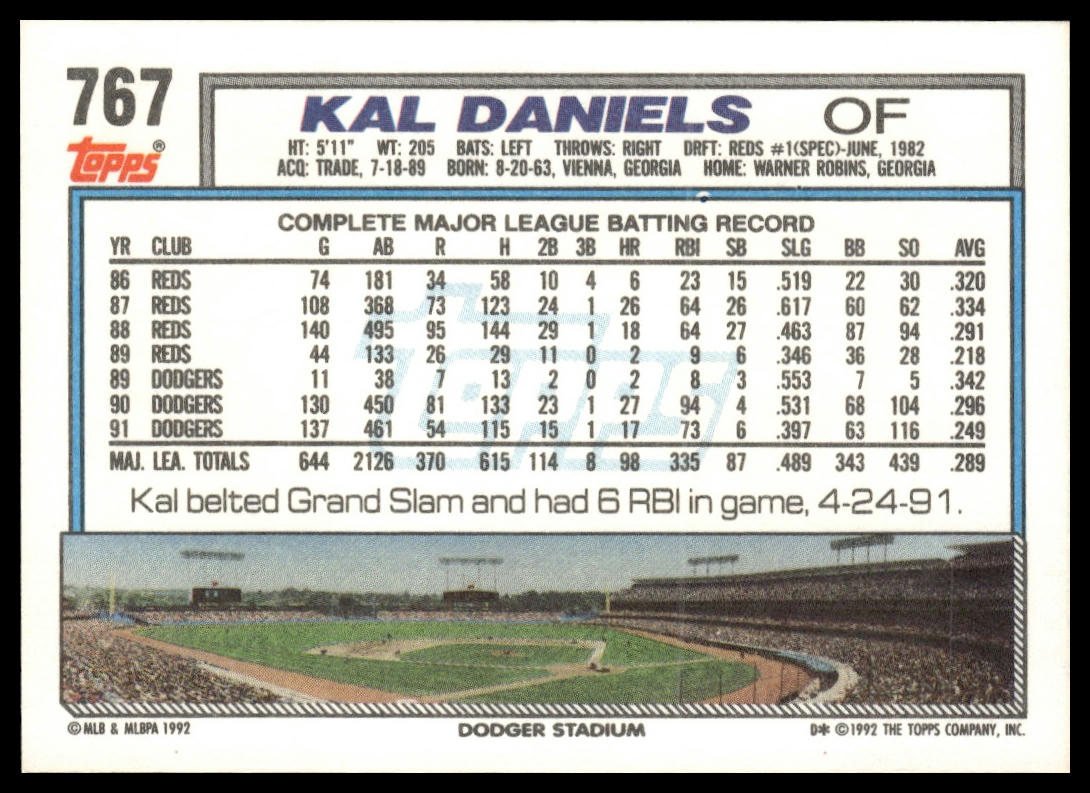 767
Topps®
KAL DANIELS OF
HT: 5'11" WT: 205 BATS: LEFT THROWS: RIGHT DRFT: REDS #1(SPEC)-JUNE, 1982
ACQ: TRADE, 7-18-89 BORN: 8-20-63, VIENNA, GEORGIA HOME: WARNER ROBINS, GEORGIA
COMPLETE MAJOR LEAGUE BATTING RECORD
YR CLUB G AB R H 2B 3B HR RBI SB SLG BB SO AVG
86 REDS 74 181 34 58 10 4 6 23 15 .519 22 30 .320
87 REDS 108 368 73 123 24 1 26 64 26 .617 60 62 .334
88 REDS 140 495 95 144 29 1 18 64 27 .463 87 94 .291
89 REDS 44 133 26 29 11 0 2 9 6 .346 36 28 .218
89 DODGERS 11 38 7 13 2 0 2 8 3 .553 7 5 .342
90 DODGERS 130 450 81 133 23 1 27 94 4 .531 68 104 .296
91 DODGERS 137 461 54 115 15 1 17 73 6 .397 63 116 .249
MAJ. LEA. TOTALS 644 2126 370 615 114 8 98 335 87 .489 343 439 .289
Topps
Kal belted Grand Slam and had 6 RBI in game, 4-24-91.
© MLB & MLBPA 1992 DODGER STADIUM D* © 1992 THE TOPPS COMPANY, INC.